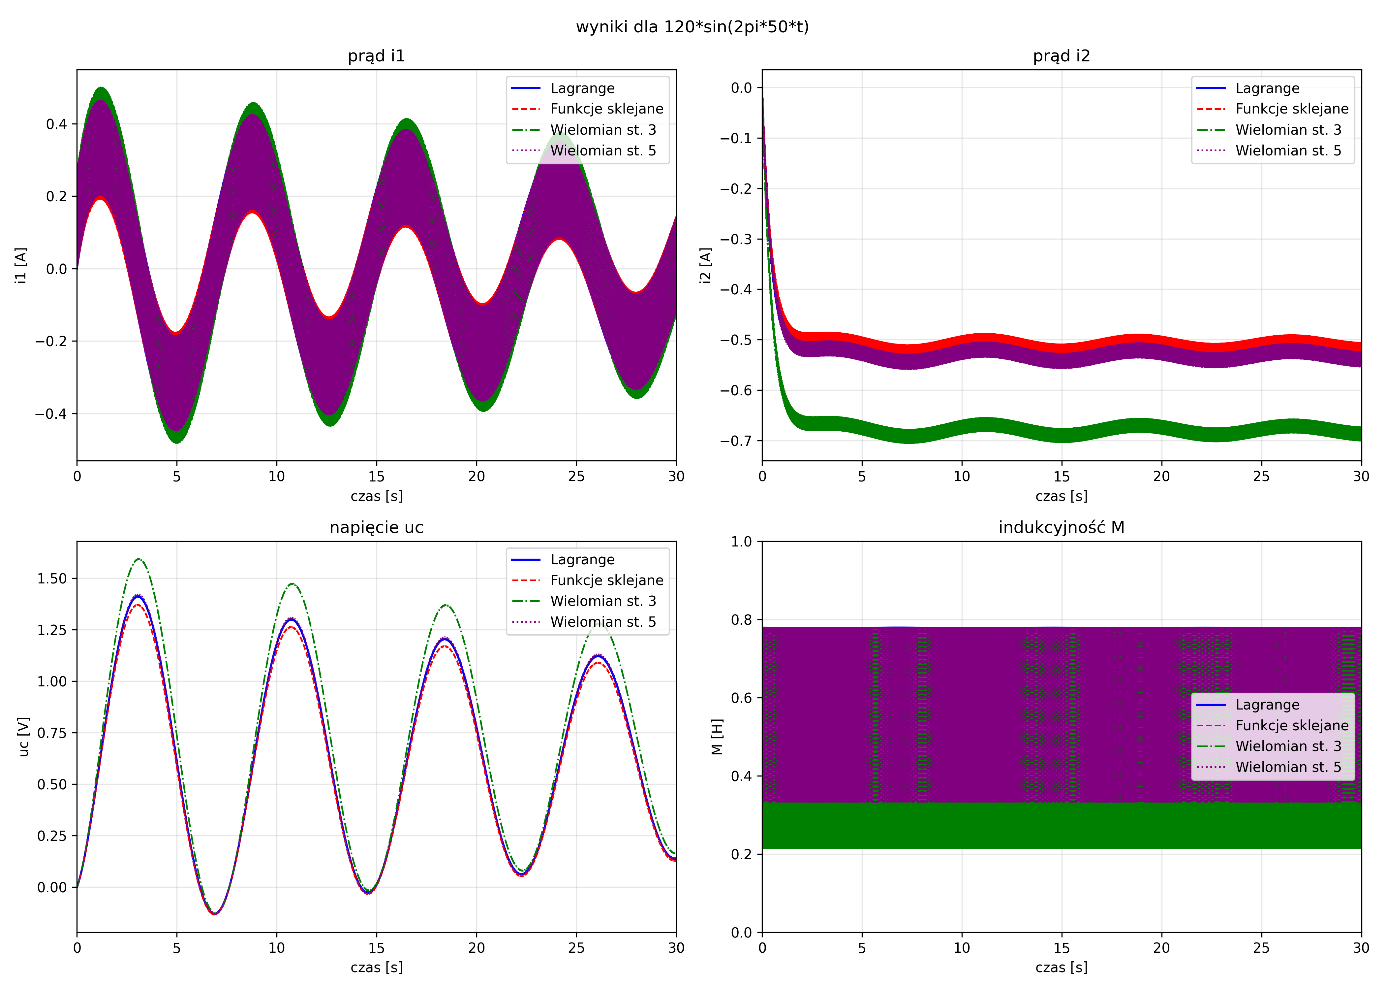 wyniki dla 120*sin(2pi*50*t)
prąd i1
Lagrange
Funkcje sklejane
Wielomian st. 3
Wielomian st. 5
0.4
0.2
0.0
−0.2
−0.4
i1 [A]
0 5 10 15 20 25 30
czas [s]
prąd i2
Lagrange
Funkcje sklejane
Wielomian st. 3
Wielomian st. 5
0.0
−0.1
−0.2
−0.3
−0.4
−0.5
−0.6
−0.7
i2 [A]
0 5 10 15 20 25 30
czas [s]
napięcie uc
Lagrange
Funkcje sklejane
Wielomian st. 3
Wielomian st. 5
1.50
1.25
1.00
0.75
0.50
0.25
0.00
uc [V]
0 5 10 15 20 25 30
czas [s]
indukcyjność M
1.0
0.8
0.6
0.4
0.2
0.0
M [H]
Lagrange
Funkcje sklejane
Wielomian st. 3
Wielomian st. 5
0 5 10 15 20 25 30
czas [s]